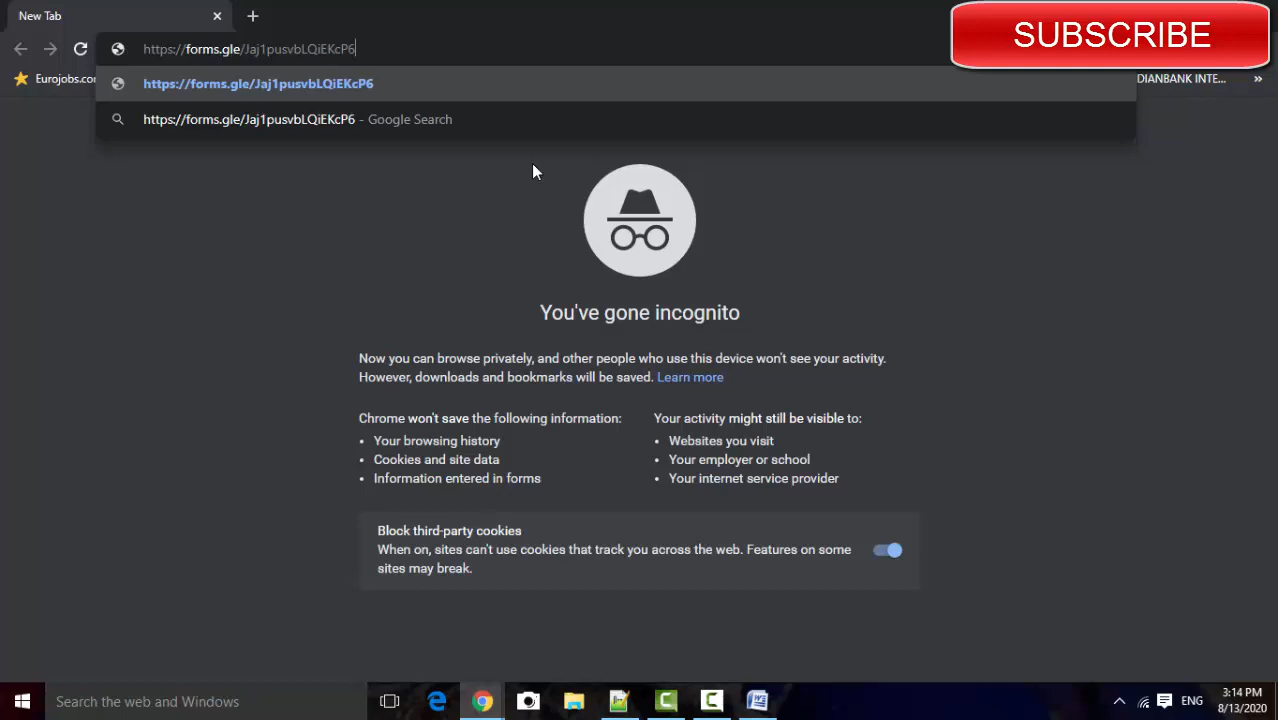 New Tab
SUBSCRIBE
https://forms.gle/Jaj1pusvbLQiEKcP6
Eurojobs.com
DIANBANK INTE... »
https://forms.gle/Jaj1pusvbLQiEKcP6
https://forms.gle/Jaj1pusvbLQiEKcP6 - Google Search
You've gone incognito
Now you can browse privately, and other people who use this device won't see your activity.
However, downloads and bookmarks will be saved. Learn more
Chrome won't save the following information:
• Your browsing history
• Cookies and site data
• Information entered in forms
Your activity might still be visible to:
• Websites you visit
• Your employer or school
• Your internet service provider
Block third-party cookies
When on, sites can't use cookies that track you across the web. Features on some
sites may break.
Search the web and Windows
ENG
3:14 PM
8/13/2020